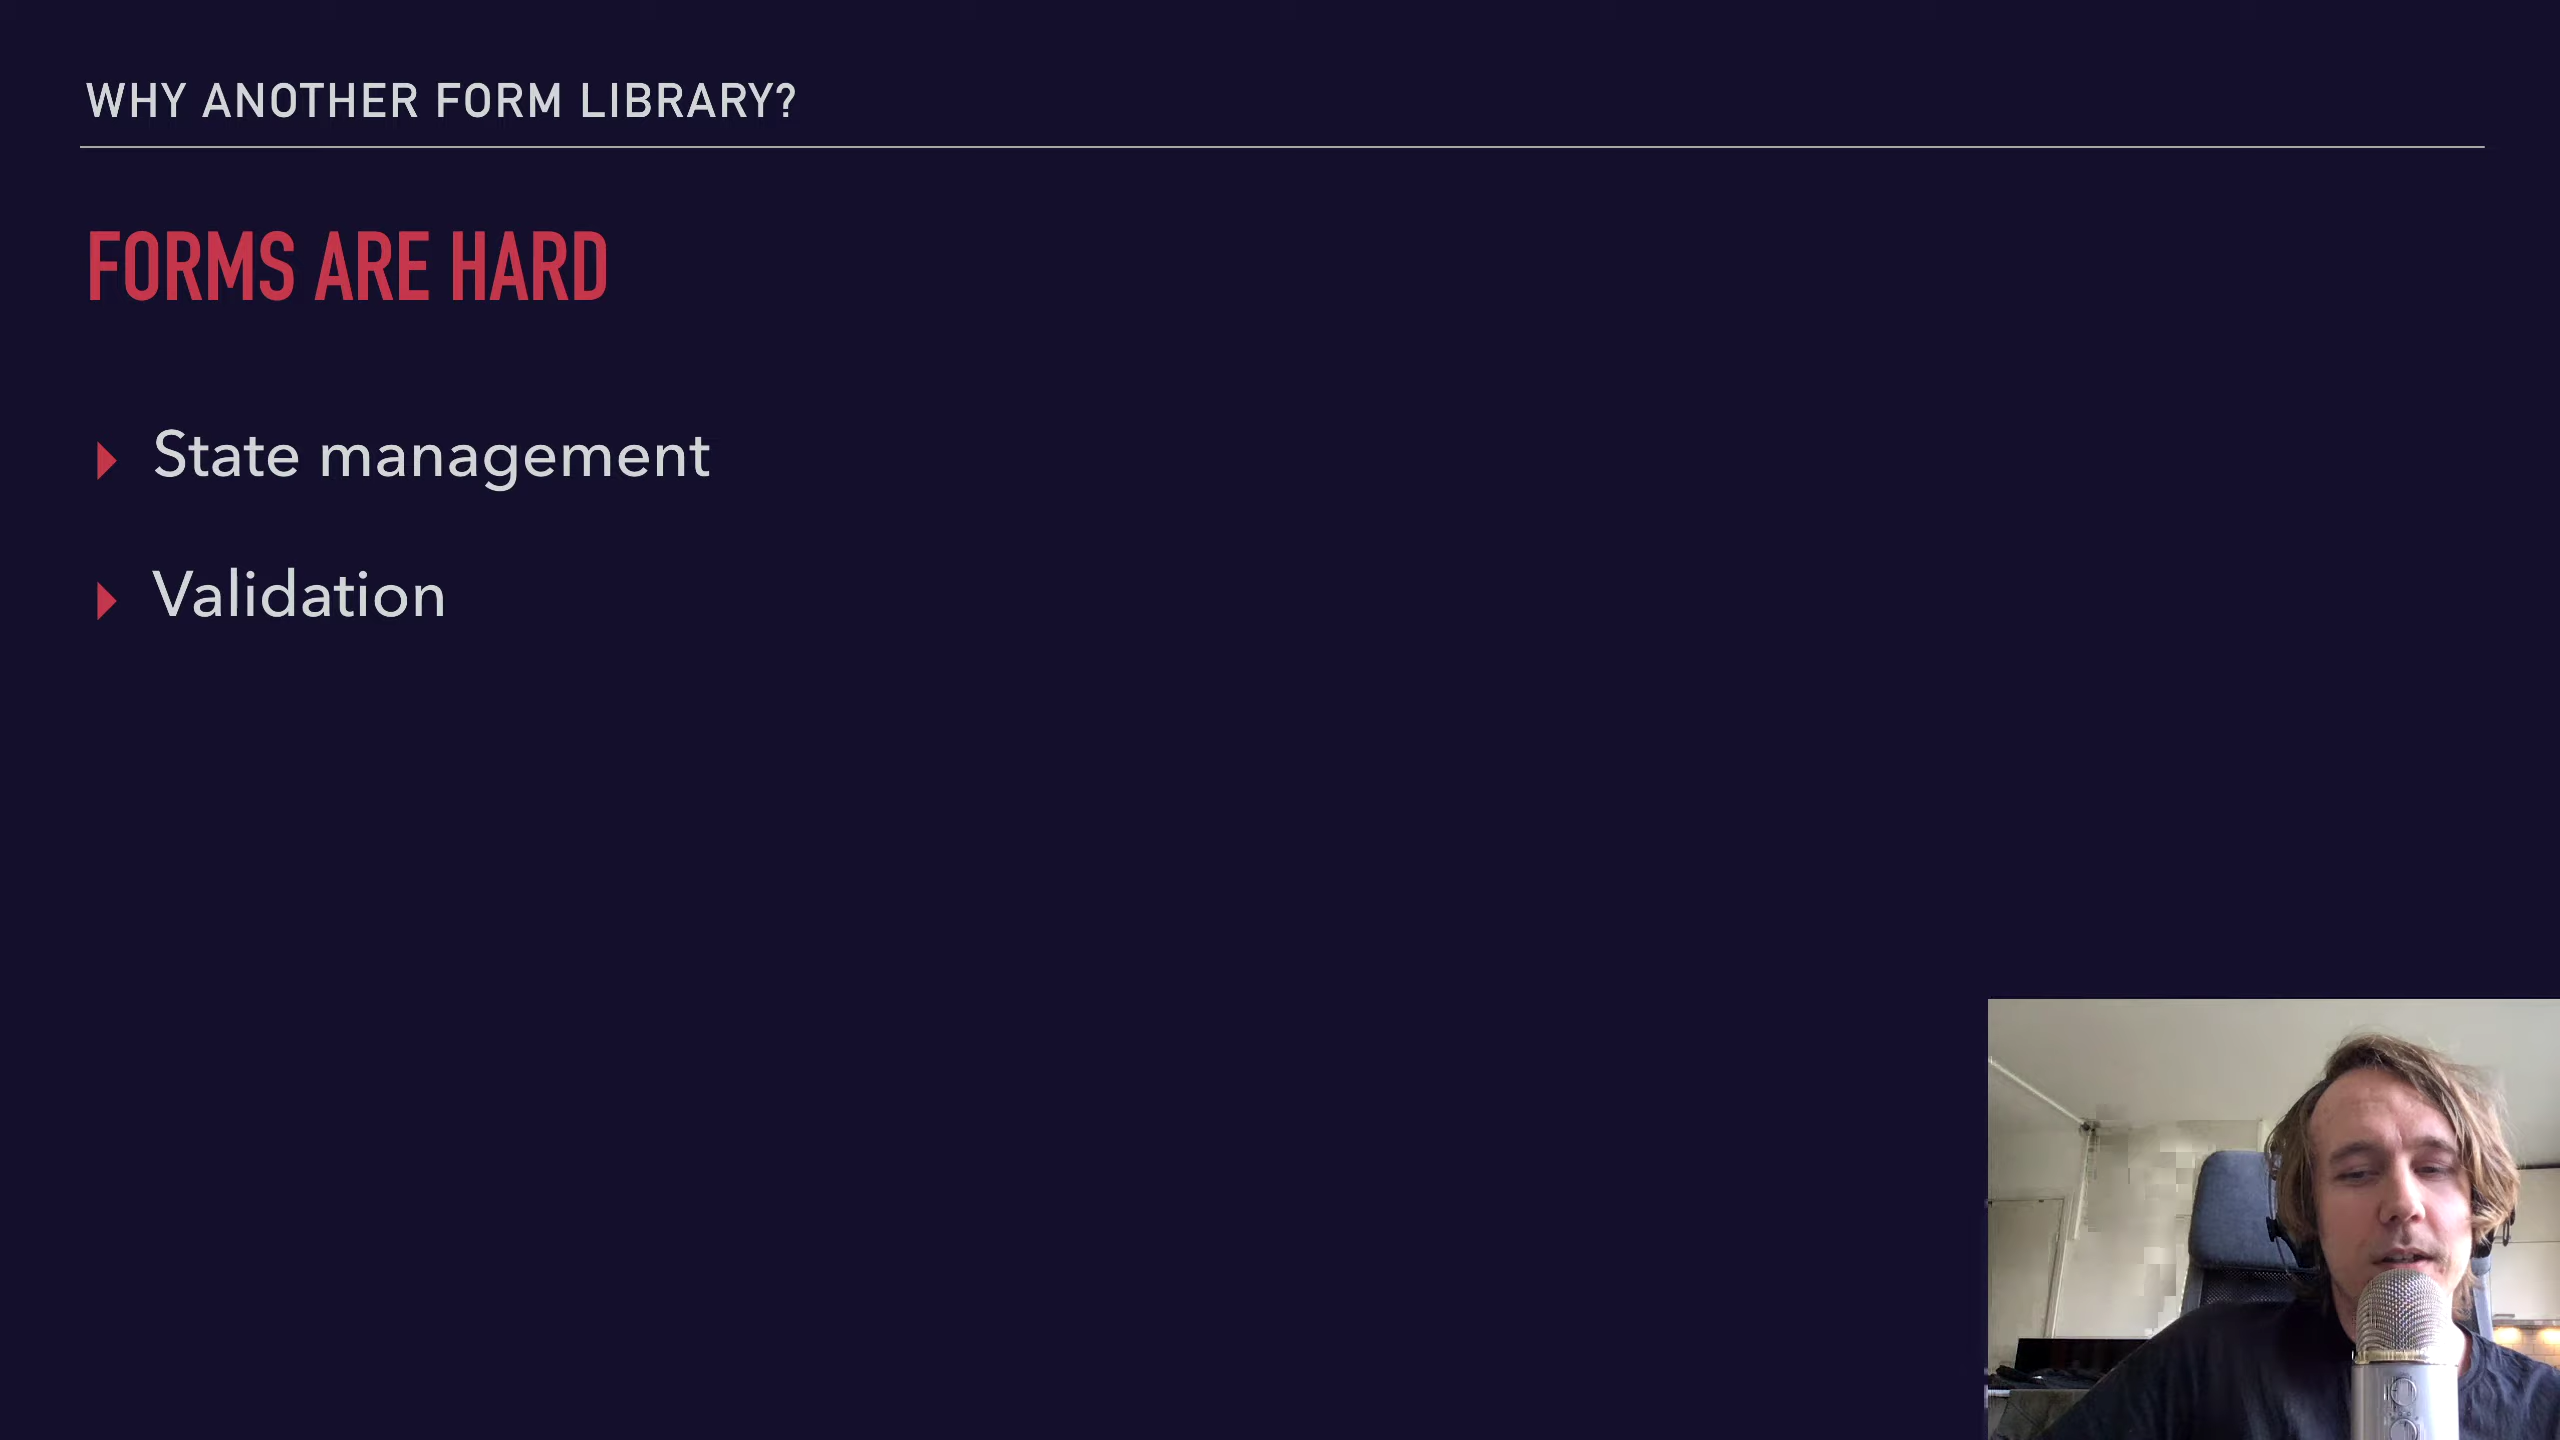 WHY ANOTHER FORM LIBRARY?
FORMS ARE HARD
State management
Validation